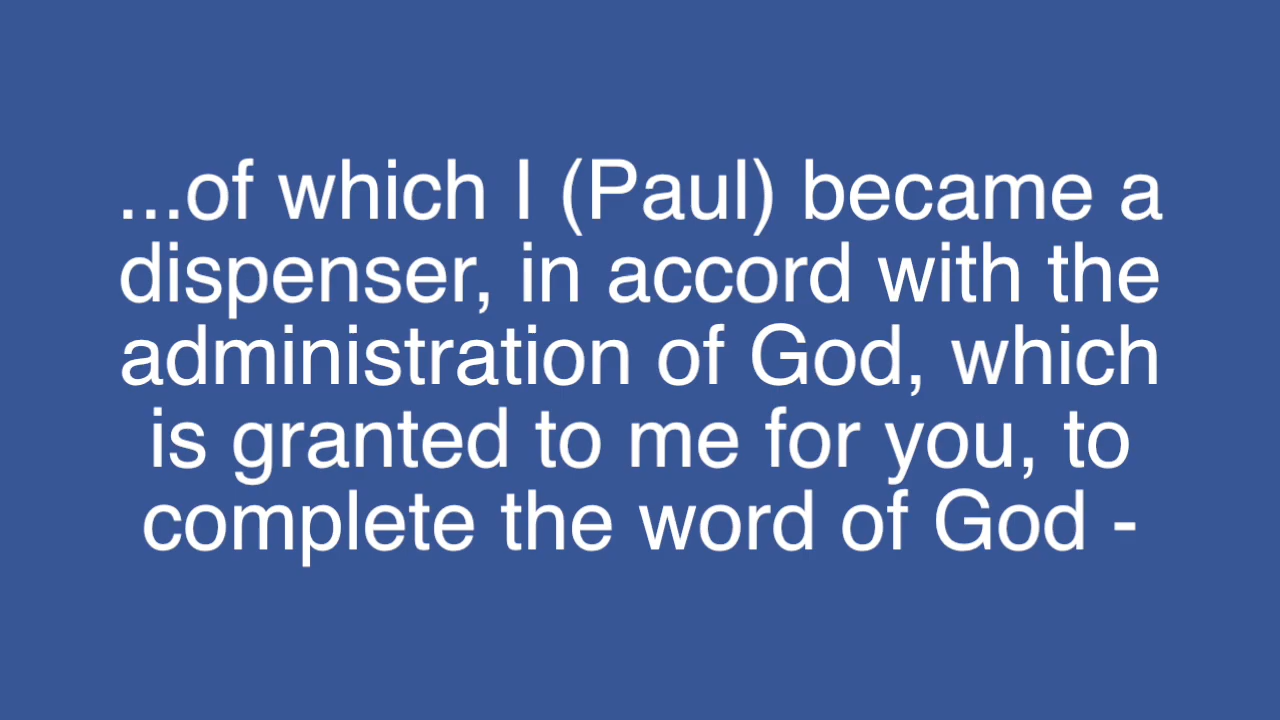 ...of which I (Paul) became a
dispenser, in accord with the
administration of God, which
is granted to me for you, to
complete the word of God -